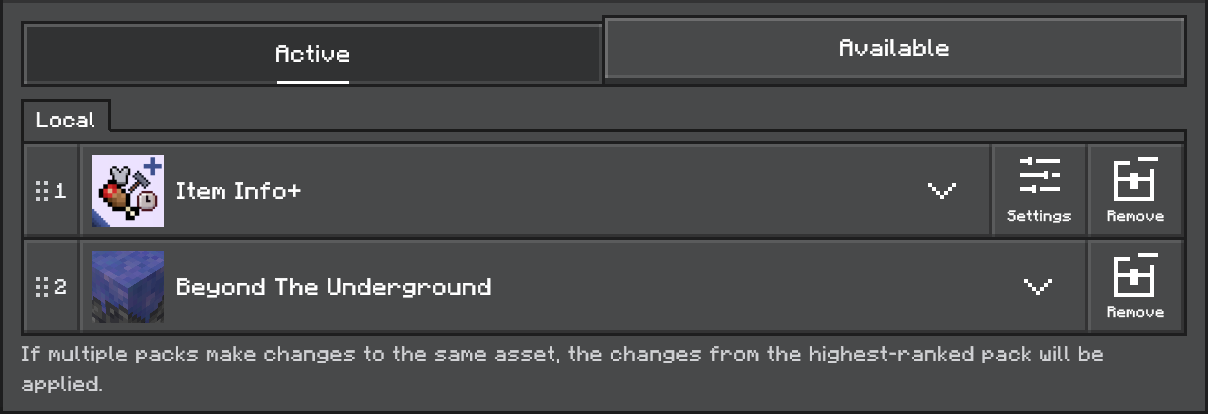 Active
Available
Local
1
Item Info+
Settings
Remove
2
Beyond The Underground
Remove
If multiple packs make changes to the same asset, the changes from the highest-ranked pack will be
applied.